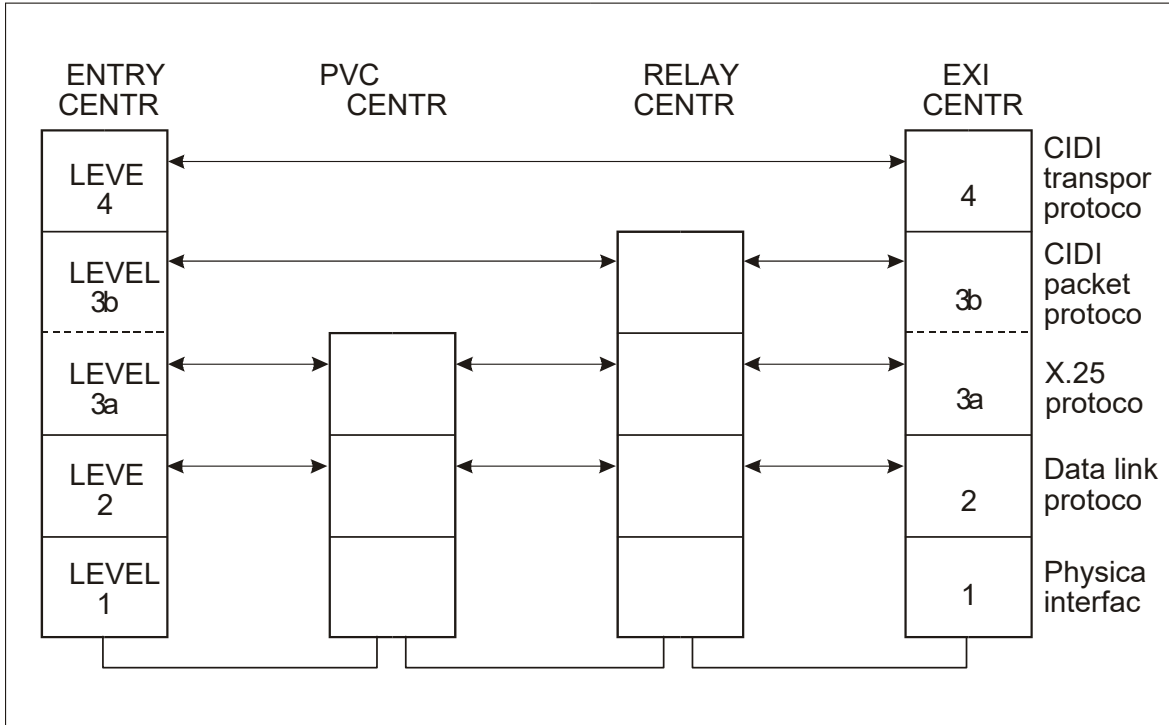 ENTRY
CENTR
PVC
CENTR
RELAY
CENTR
EXI
CENTR
LEVE
4
4
CIDI
transpor
protoco
LEVEL
3b
3b
CIDI
packet
protoco
LEVEL
3a
3a
X.25
protoco
LEVE
2
2
Data link
protoco
LEVEL
1
1
Physica
interfac